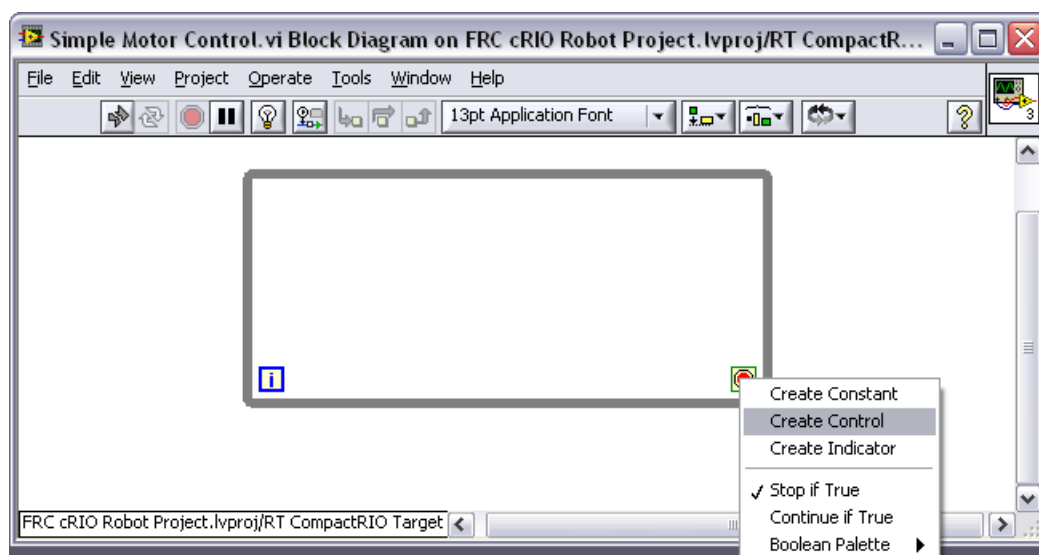 Simple Motor Control.vi Block Diagram on FRC cRIO Robot Project.lvproj/RT CompactR...
File Edit View Project Operate Tools Window Help
13pt Application Font
?
3
i
Create Constant
Create Control
Create Indicator
Stop if True
Continue if True
Boolean Palette
FRC cRIO Robot Project.lvproj/RT CompactRIO Target